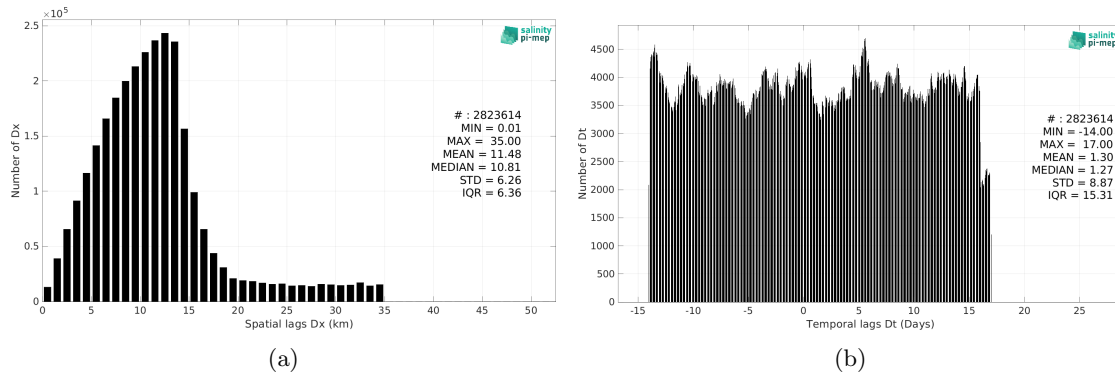 ×10⁵
2.5
2
1.5
1
0.5
0
Number of Dx
0 5 10 15 20 25 30 35 40 45 50
Spatial lags Dx (km)
salinity
pi-mep
# : 2823614
MIN = 0.01
MAX = 35.00
MEAN = 11.48
MEDIAN = 10.81
STD = 6.26
IQR = 6.36
(a)
4500
4000
3500
3000
2500
2000
1500
1000
500
0
Number of Dt
-15 -10 -5 0 5 10 15 20 25
Temporal lags Dt (Days)
salinity
pi-mep
# : 2823614
MIN = -14.00
MAX = 17.00
MEAN = 1.30
MEDIAN = 1.27
STD = 8.87
IQR = 15.31
(b)